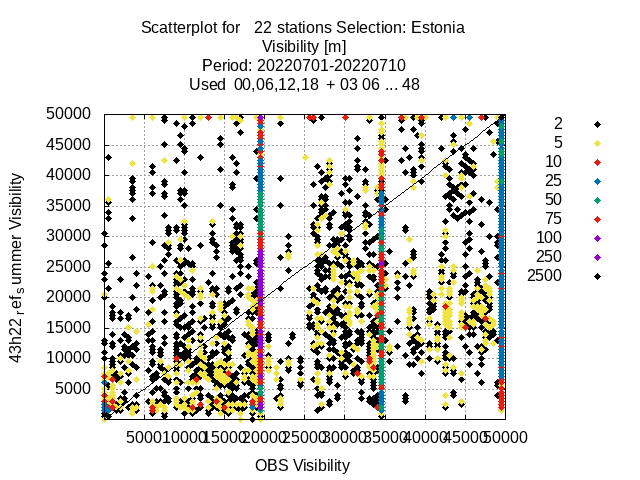 Scatterplot for 22 stations Selection: Estonia
Visibility [m]
Period: 20220701-20220710
Used 00,06,12,18 + 03 06 ... 48
50000
45000
40000
35000
30000
25000
20000
15000
10000
5000
43h22_ref_summer Visibility
2
5
10
25
50
75
100
250
2500
5000 10000 15000 20000 25000 30000 35000 40000 45000 50000
OBS Visibility